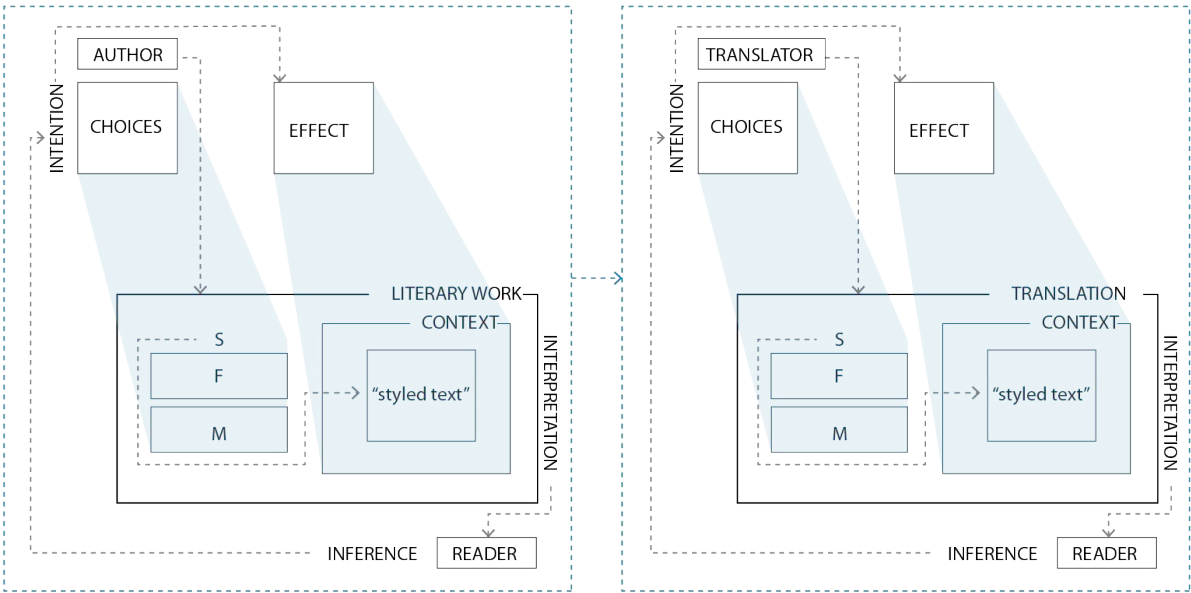 AUTHOR
INTENTION
CHOICES
EFFECT
LITERARY WORK
CONTEXT
S
F
M
“styled text”
INTERPRETATION
INFERENCE
READER
TRANSLATOR
INTENTION
CHOICES
EFFECT
TRANSLATION
CONTEXT
S
F
M
“styled text”
INTERPRETATION
INFERENCE
READER